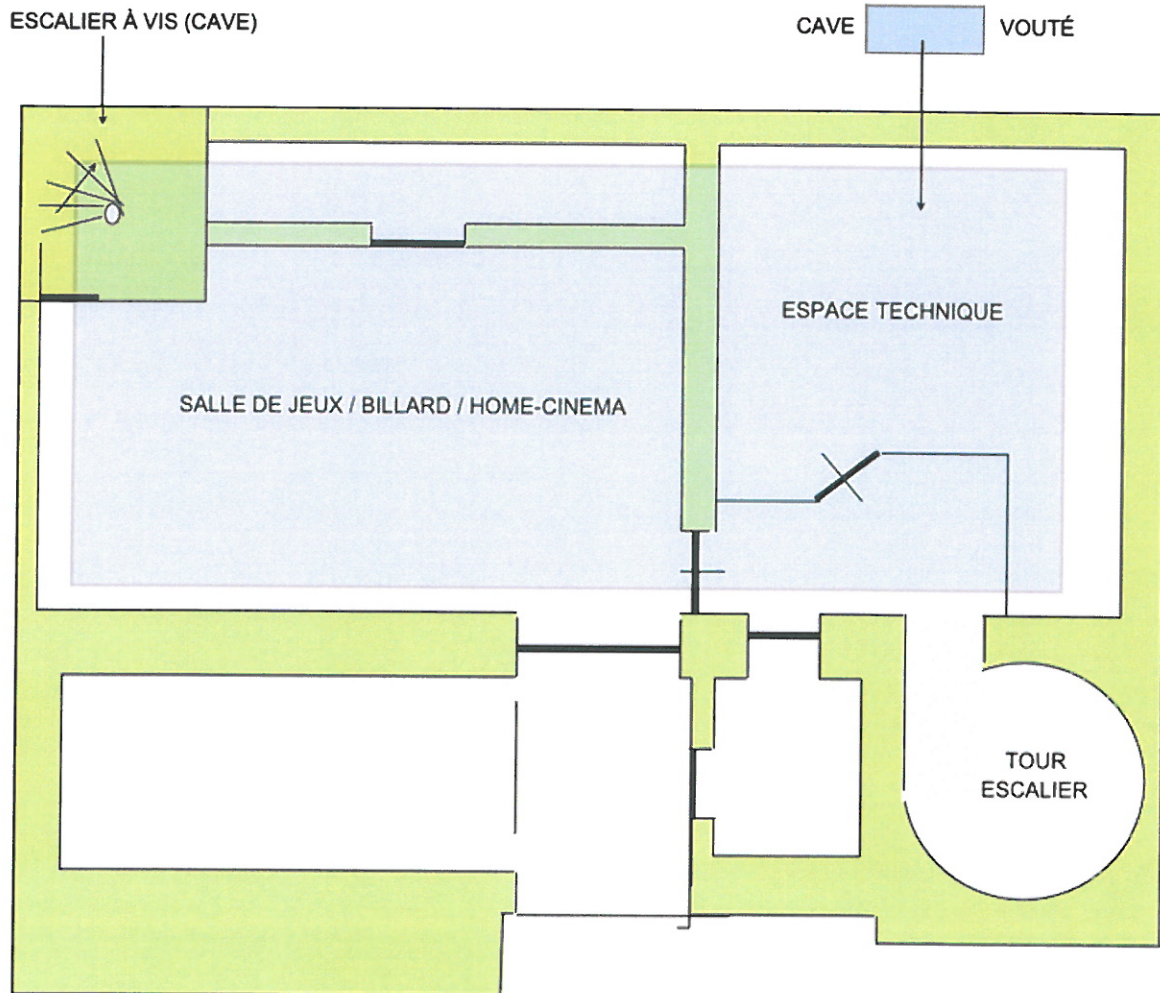 ESCALIER À VIS (CAVE)
CAVE VOUTÉ
ESPACE TECHNIQUE
SALLE DE JEUX / BILLARD / HOME-CINEMA
TOUR
ESCALIER